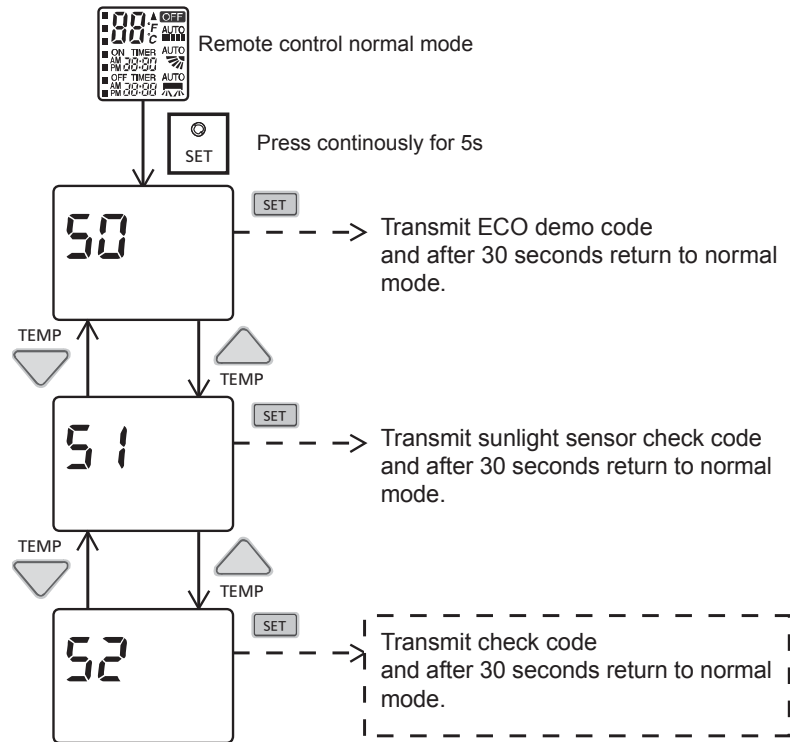 88 ▲ OFF
°F AUTO
°C
ON TIMER AUTO
AM 88:88
PM
OFF TIMER AUTO
AM 88:88
PM
Remote control normal mode
SET
Press continously for 5s
50
SET
Transmit ECO demo code
and after 30 seconds return to normal
mode.
TEMP
TEMP
51
SET
Transmit sunlight sensor check code
and after 30 seconds return to normal
mode.
TEMP
TEMP
52
SET
Transmit check code
and after 30 seconds return to normal
mode.